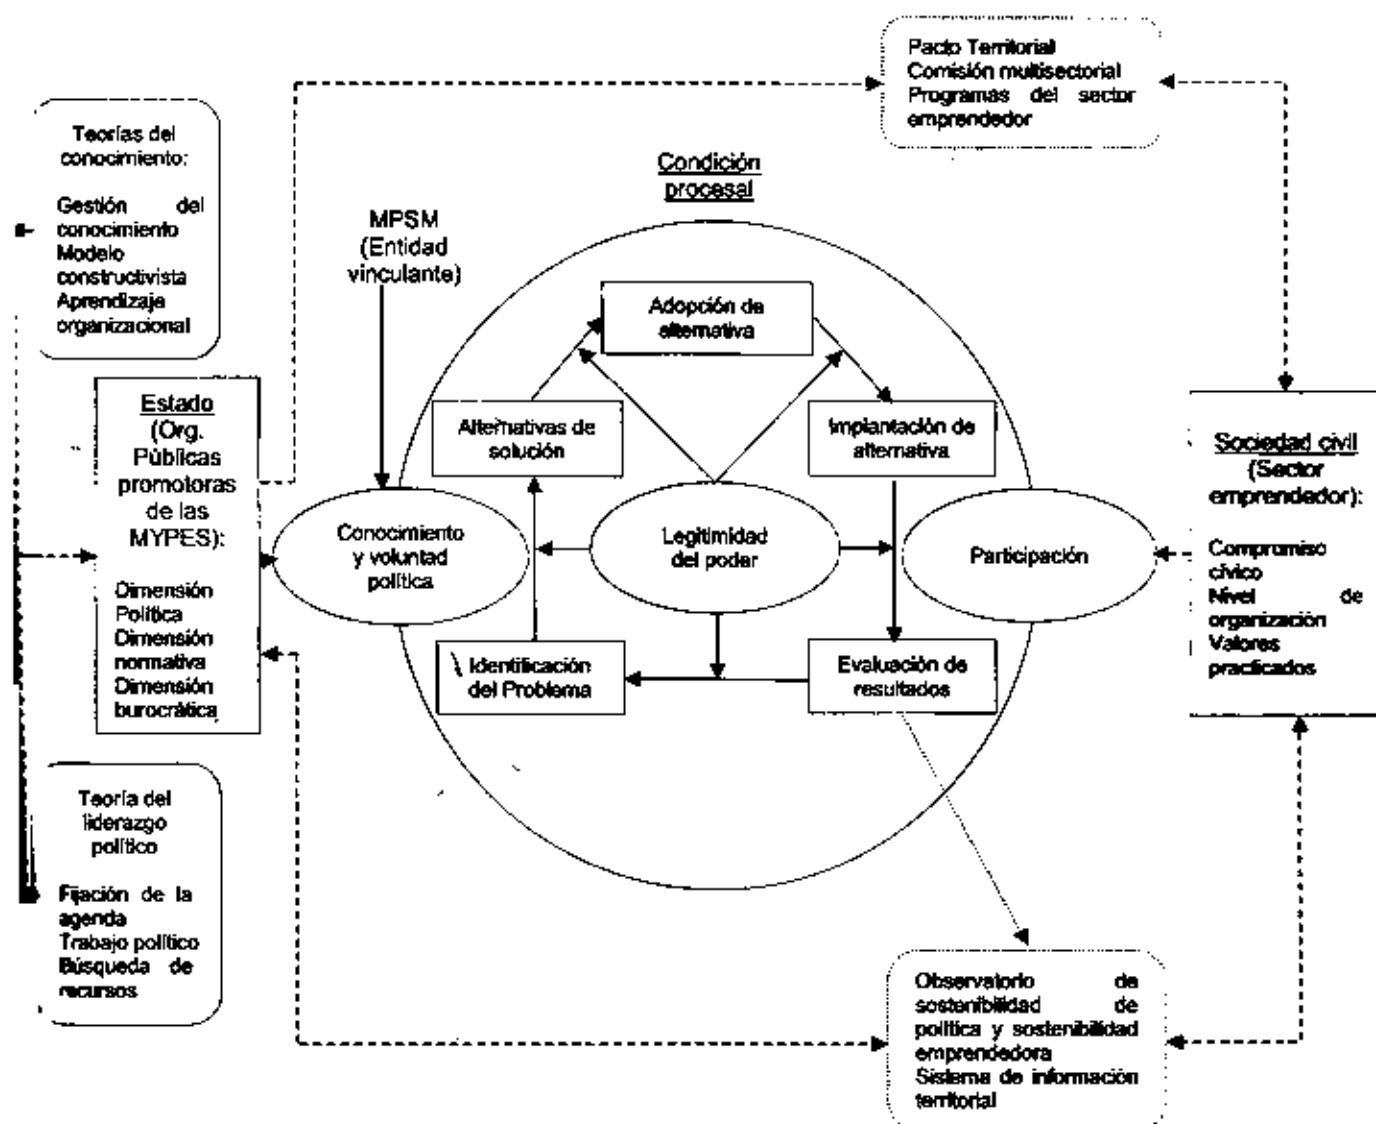 Pacto Territorial
Comisión multisectorial
Programas del sector
emprendedor
Teorías del
conocimiento:
Gestión del
conocimiento
Modelo
constructivista
Aprendizaje
organizacional
Condición
procesal
MPSM
(Entidad
vinculante)
Adopción de
alternativa
Alternativas de
solución
Implantación de
alternativa
Estado
(Org.
Públicas
promotoras
de las
MYPES):
Dimensión
Política
Dimensión
normativa
Dimensión
burocrática
Conocimiento
y voluntad
política
Legitimidad
del poder
Participación
Sociedad civil
(Sector
emprendedor):
Compromiso
cívico
Nivel de
organización
Valores
practicados
Identificación
del Problema
Evaluación de
resultados
Teoría del
liderazgo
político
Fijación de la
agenda
Trabajo político
Búsqueda de
recursos
Observatorio de
sostenibilidad de
política y sostenibilidad
emprendedora
Sistema de información
territorial